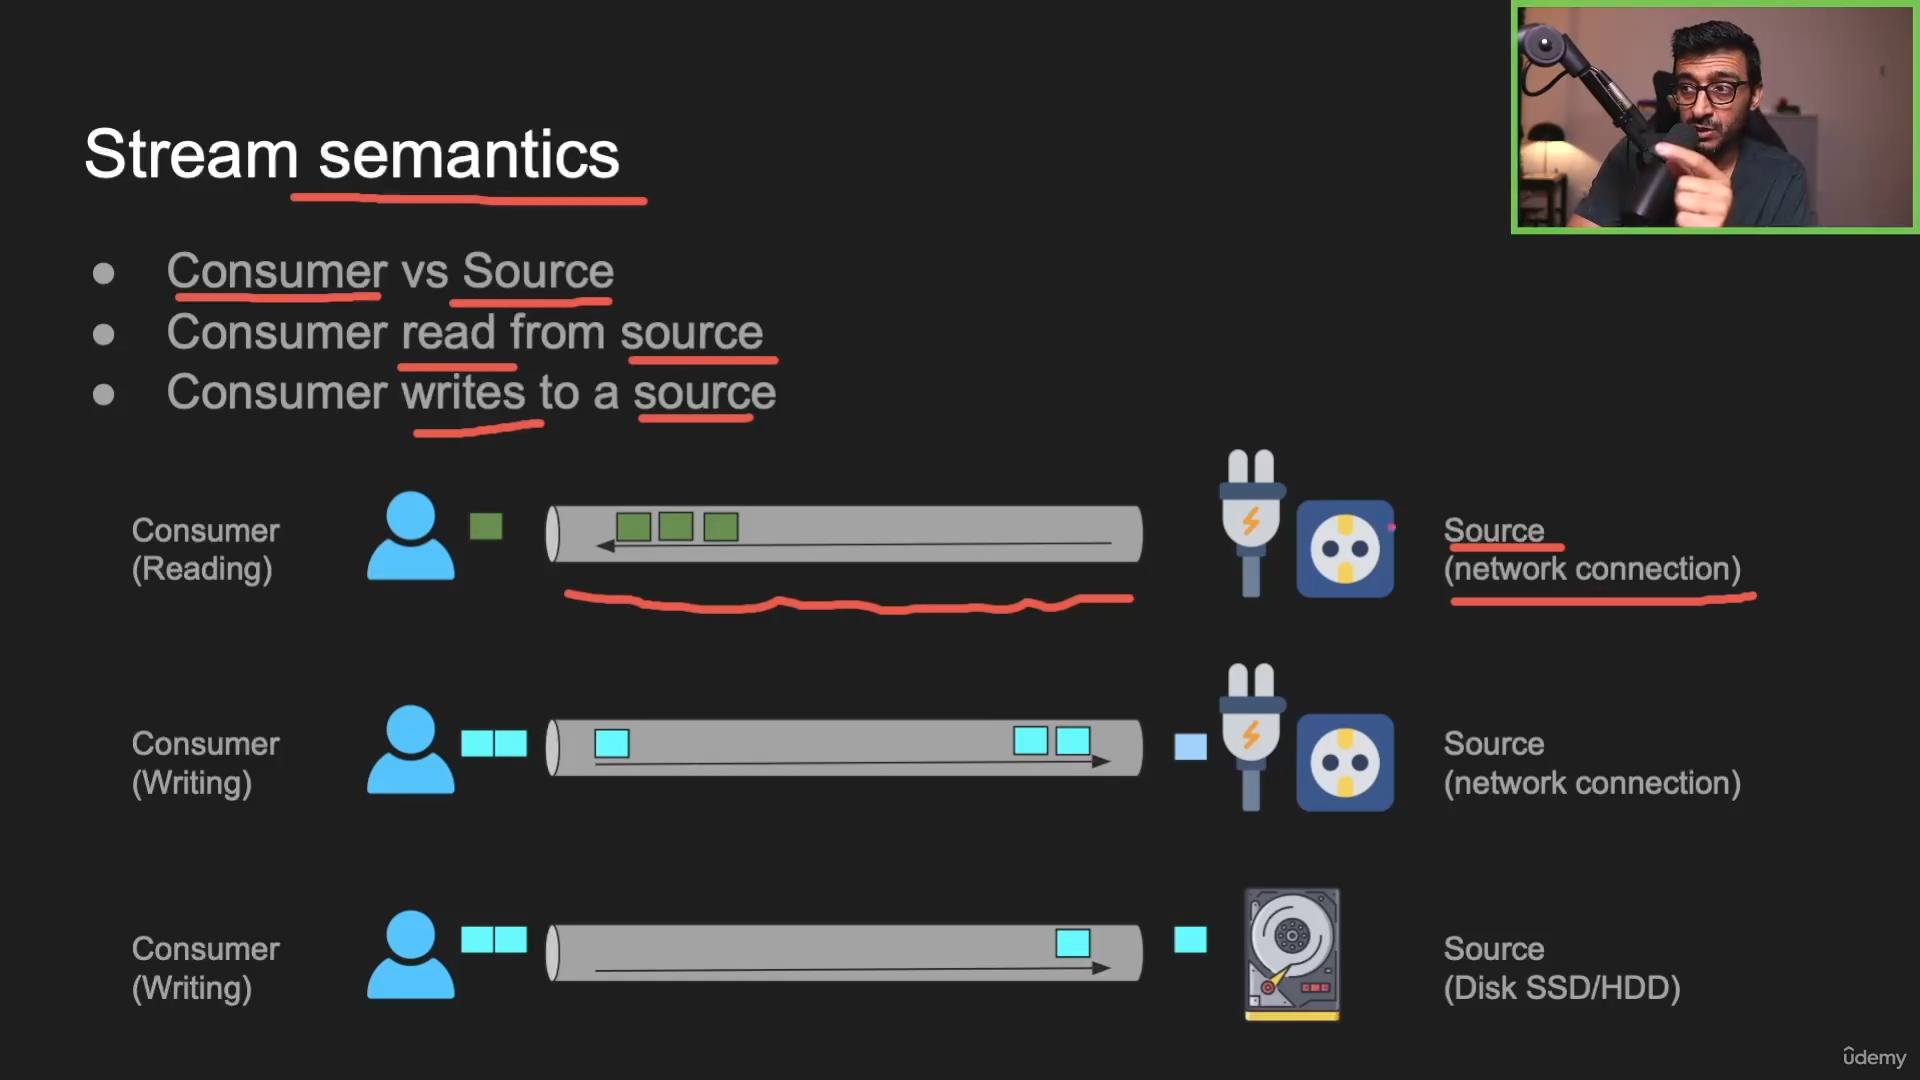 Stream semantics
● Consumer vs Source
● Consumer read from source
● Consumer writes to a source
Consumer
(Reading)
Source
(network connection)
Consumer
(Writing)
Source
(network connection)
Consumer
(Writing)
Source
(Disk SSD/HDD)
ûdemy